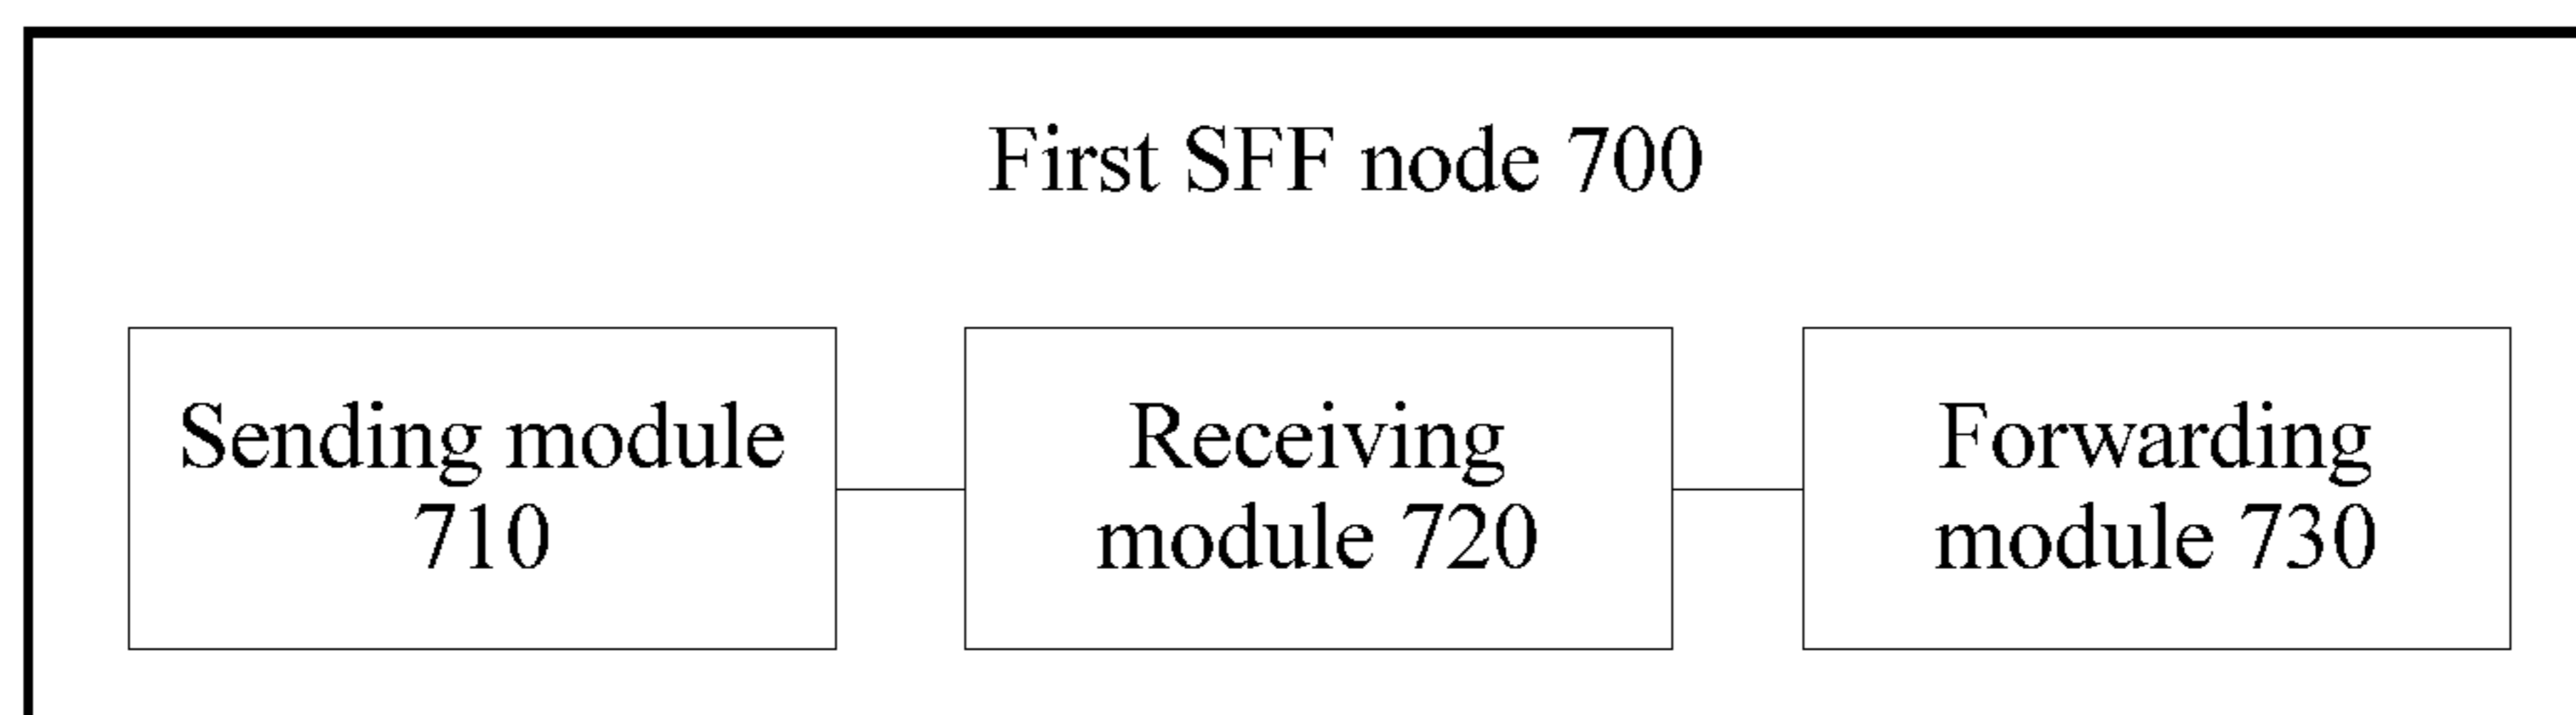 First SFF node 700
Sending module
710
Receiving
module 720
Forwarding
module 730